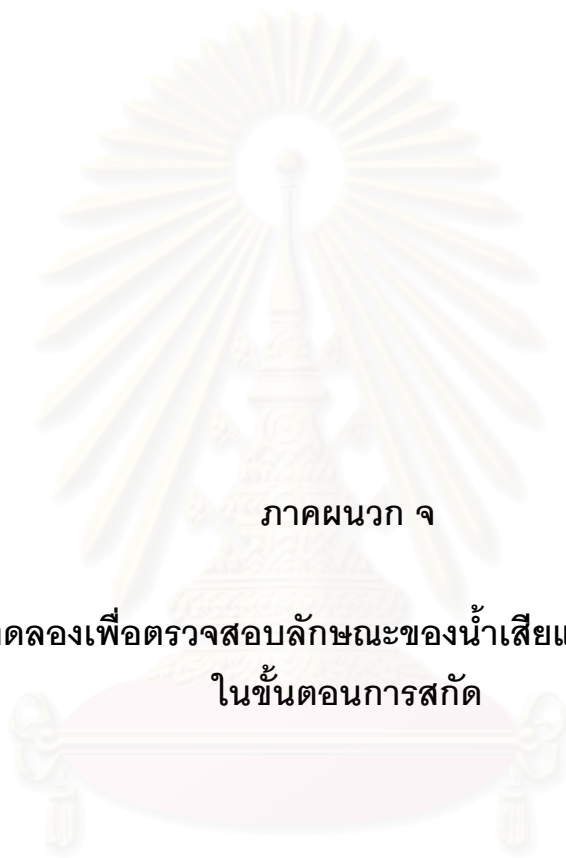 ภาคผนวก จ
ทดลองเพื่อตรวจสอบลักษณะของน้ำเสียแ
ในขั้นตอนการสกัด